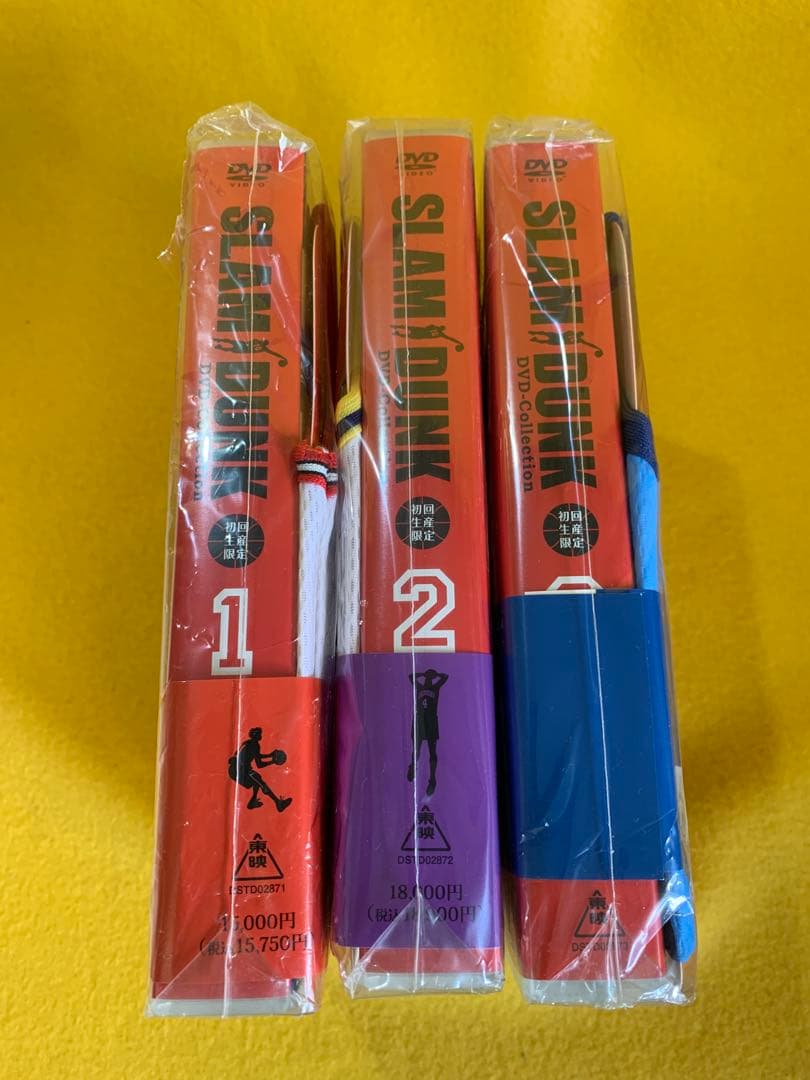 DVD
VIDEO
SLAM DUNK
DVD-Collection
初回
生産
限定
1
東映
DSTD02871
15,000円
(税込15,750円)
DVD
VIDEO
SLAM DUNK
初回
生産
限定
2
4
東映
DSTD02872
18,000円
DVD
VIDEO
SLAM DUNK
DVD-Collection
初回
生産
限定
東映